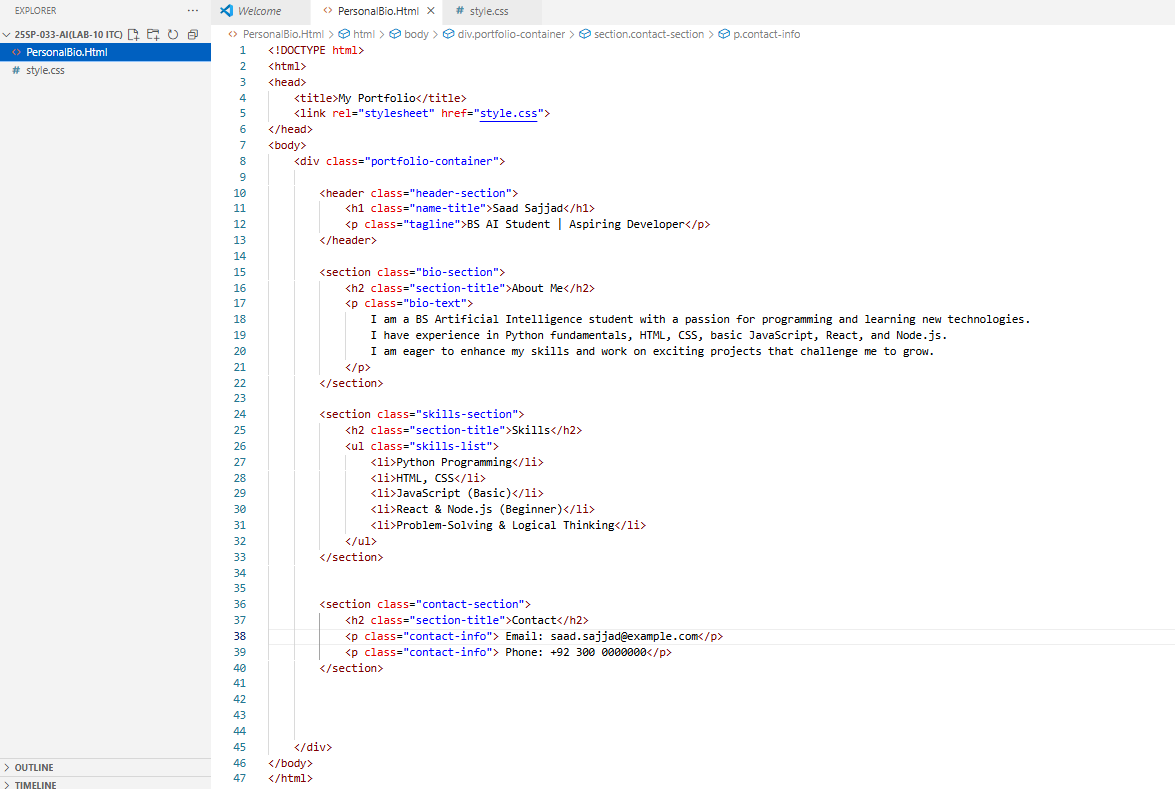 EXPLORER ...
Welcome
<> PersonalBio.Html ×
# style.css
25SP-033-AI(LAB-10 ITC)
<> PersonalBio.Html
# style.css
<> PersonalBio.Html > html > body > div.portfolio-container > section.contact-section > p.contact-info
1 <!DOCTYPE html>
2 <html>
3 <head>
4 <title>My Portfolio</title>
5 <link rel="stylesheet" href="style.css">
6 </head>
7 <body>
8 <div class="portfolio-container">
9
10 <header class="header-section">
11 <h1 class="name-title">Saad Sajjad</h1>
12 <p class="tagline">BS AI Student | Aspiring Developer</p>
13 </header>
14
15 <section class="bio-section">
16 <h2 class="section-title">About Me</h2>
17 <p class="bio-text">
18 I am a BS Artificial Intelligence student with a passion for programming and learning new technologies.
19 I have experience in Python fundamentals, HTML, CSS, basic JavaScript, React, and Node.js.
20 I am eager to enhance my skills and work on exciting projects that challenge me to grow.
21 </p>
22 </section>
23
24 <section class="skills-section">
25 <h2 class="section-title">Skills</h2>
26 <ul class="skills-list">
27 <li>Python Programming</li>
28 <li>HTML, CSS</li>
29 <li>JavaScript (Basic)</li>
30 <li>React & Node.js (Beginner)</li>
31 <li>Problem-Solving & Logical Thinking</li>
32 </ul>
33 </section>
34
35
36 <section class="contact-section">
37 <h2 class="section-title">Contact</h2>
38 <p class="contact-info"> Email: saad.sajjad@example.com</p>
39 <p class="contact-info"> Phone: +92 300 0000000</p>
40 </section>
41
42
43
44
45 </div>
46 </body>
47 </html>
OUTLINE
TIMELINE